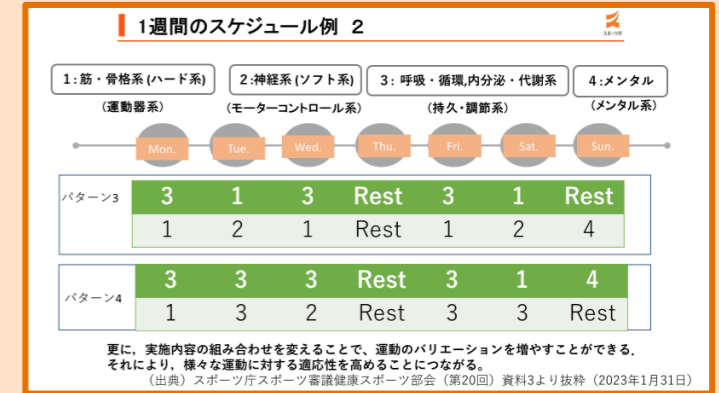 1週間のスケジュール例 2
スポーツ庁
1:筋・骨格系(ハード系)
2:神経系(ソフト系)
3: 呼吸・循環,内分泌・代謝系
4:メンタル
(運動器系)
(モーターコントロール系)
(持久・調節系)
(メンタル系)
Mon. Tue. Wed. Thu. Fri. Sat. Sun.
パターン3
3 1 3 Rest 3 1 Rest
1 2 1 Rest 1 2 4
パターン4
3 3 3 Rest 3 1 4
1 3 2 Rest 3 3 Rest
更に，実施内容の組み合わせを変えることで、運動のバリエーションを増やすことができる．
それにより，様々な運動に対する適応性を高めることにつながる。
（出典）スポーツ庁スポーツ審議健康スポーツ部会（第20回）資料3より抜粋（2023年1月31日）